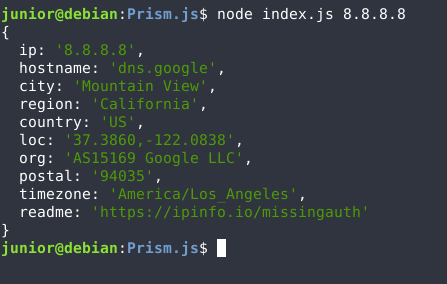 junior@debian:Prism.js$ node index.js 8.8.8.8
{
  ip: '8.8.8.8',
  hostname: 'dns.google',
  city: 'Mountain View',
  region: 'California',
  country: 'US',
  loc: '37.3860,-122.0838',
  org: 'AS15169 Google LLC',
  postal: '94035',
  timezone: 'America/Los_Angeles',
  readme: 'https://ipinfo.io/missingauth'
}
junior@debian:Prism.js$